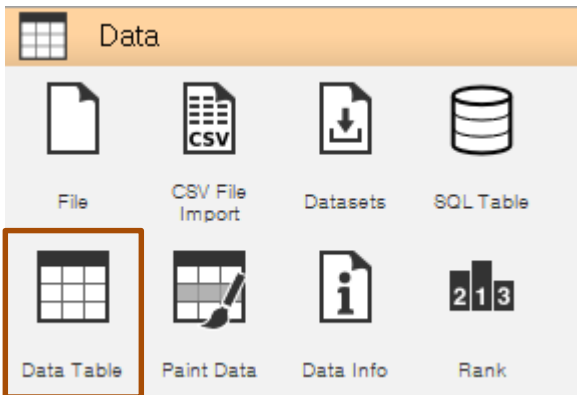 Data
CSV
File
CSV File
Import
Datasets
SQL Table
2 1 3
Data Table
Paint Data
Data Info
Rank